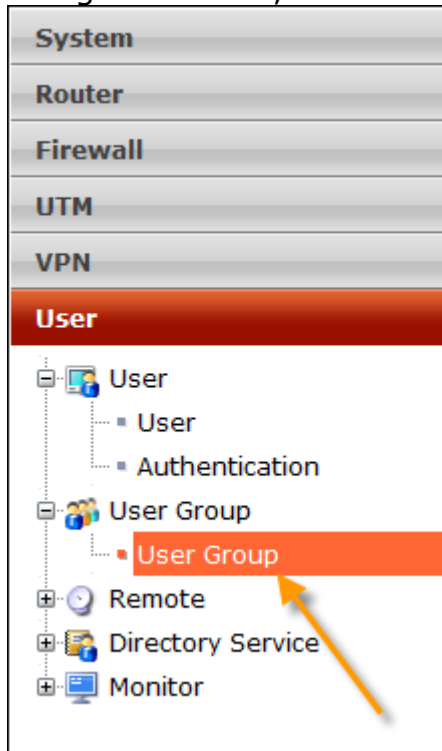 System
Router
Firewall
UTM
VPN
User
User
User
Authentication
User Group
User Group
Remote
Directory Service
Monitor